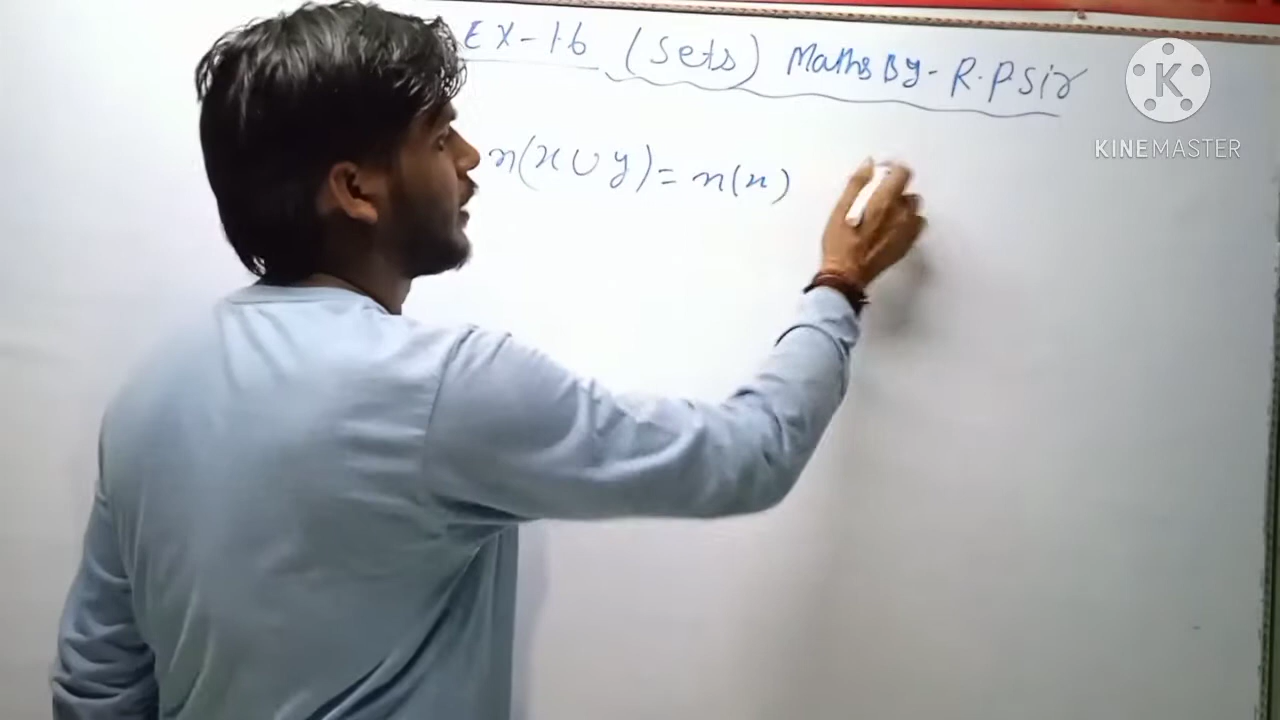 EX-1.6 (Sets) Maths By - R.P. Sir
n(x∪y) = n(x)
KINEMASTER